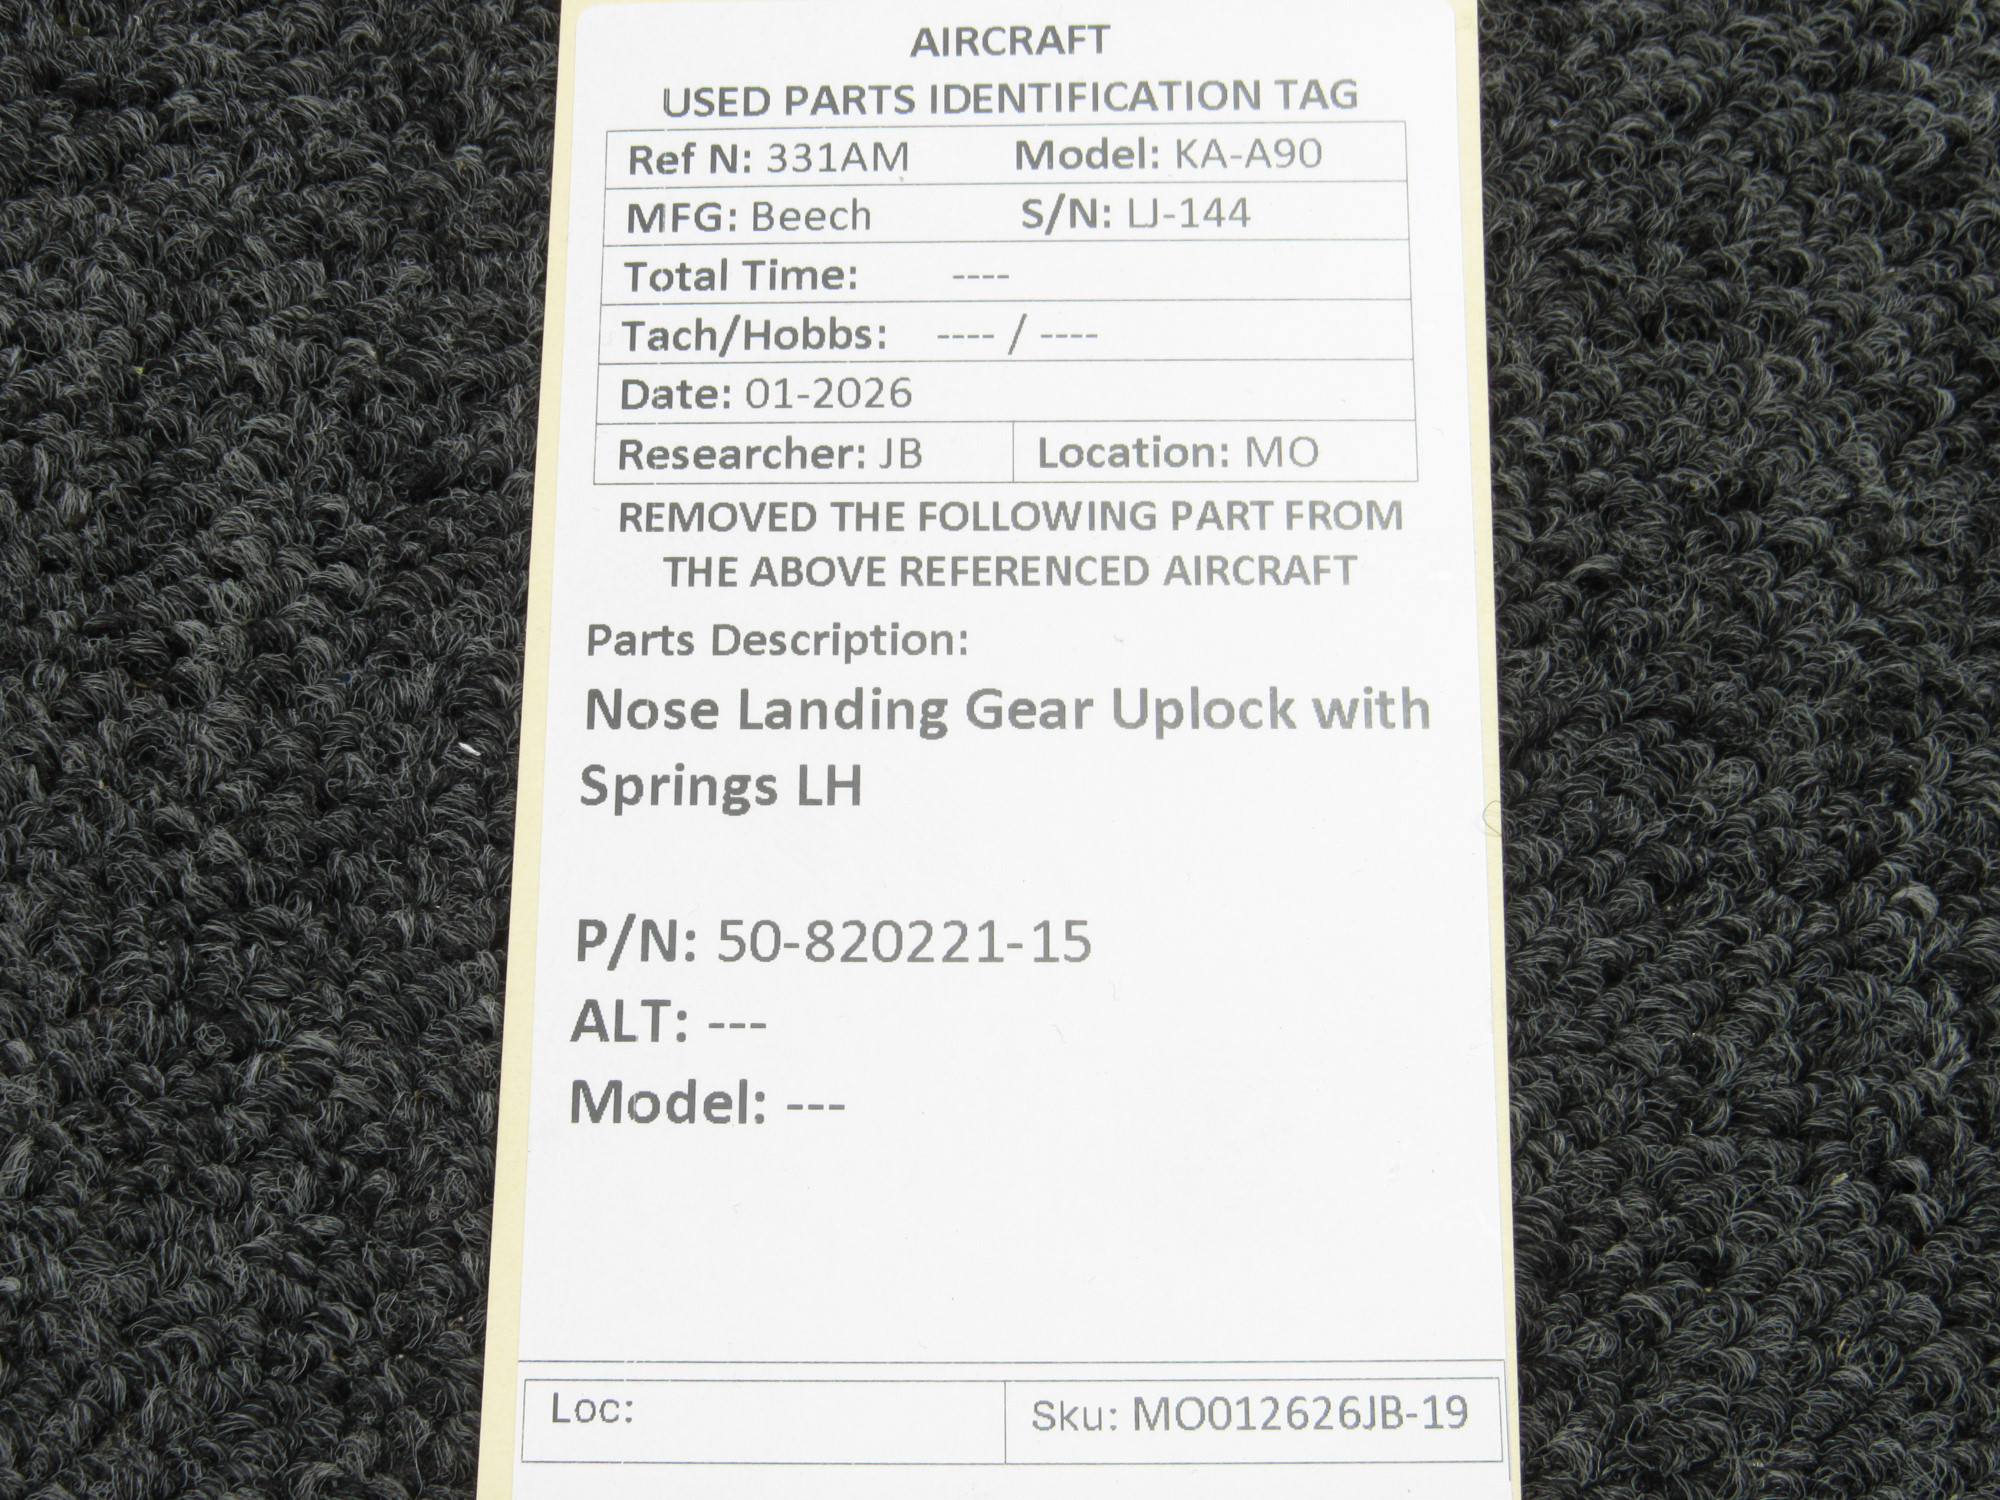 AIRCRAFT
USED PARTS IDENTIFICATION TAG
Ref N: 331AM Model: KA-A90
MFG: Beech S/N: LJ-144
Total Time: ----
Tach/Hobbs: ---- / ----
Date: 01-2026
Researcher: JB Location: MO
REMOVED THE FOLLOWING PART FROM
THE ABOVE REFERENCED AIRCRAFT
Parts Description:
Nose Landing Gear Uplock with
Springs LH
P/N: 50-820221-15
ALT: ---
Model: ---
Loc: Sku: MO012626JB-19